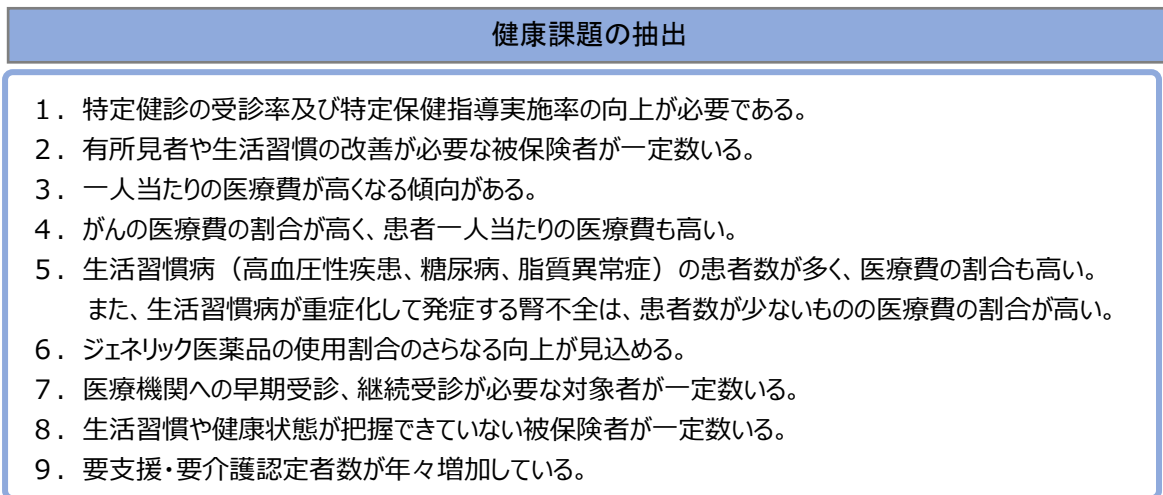 健康課題の抽出
1．特定健診の受診率及び特定保健指導実施率の向上が必要である。
2．有所見者や生活習慣の改善が必要な被保険者が一定数いる。
3．一人当たりの医療費が高くなる傾向がある。
4．がんの医療費の割合が高く、患者一人当たりの医療費も高い。
5．生活習慣病（高血圧性疾患、糖尿病、脂質異常症）の患者数が多く、医療費の割合も高い。
また、生活習慣病が重症化して発症する腎不全は、患者数が少ないものの医療費の割合が高い。
6．ジェネリック医薬品の使用割合のさらなる向上が見込める。
7．医療機関への早期受診、継続受診が必要な対象者が一定数いる。
8．生活習慣や健康状態が把握できていない被保険者が一定数いる。
9．要支援・要介護認定者数が年々増加している。